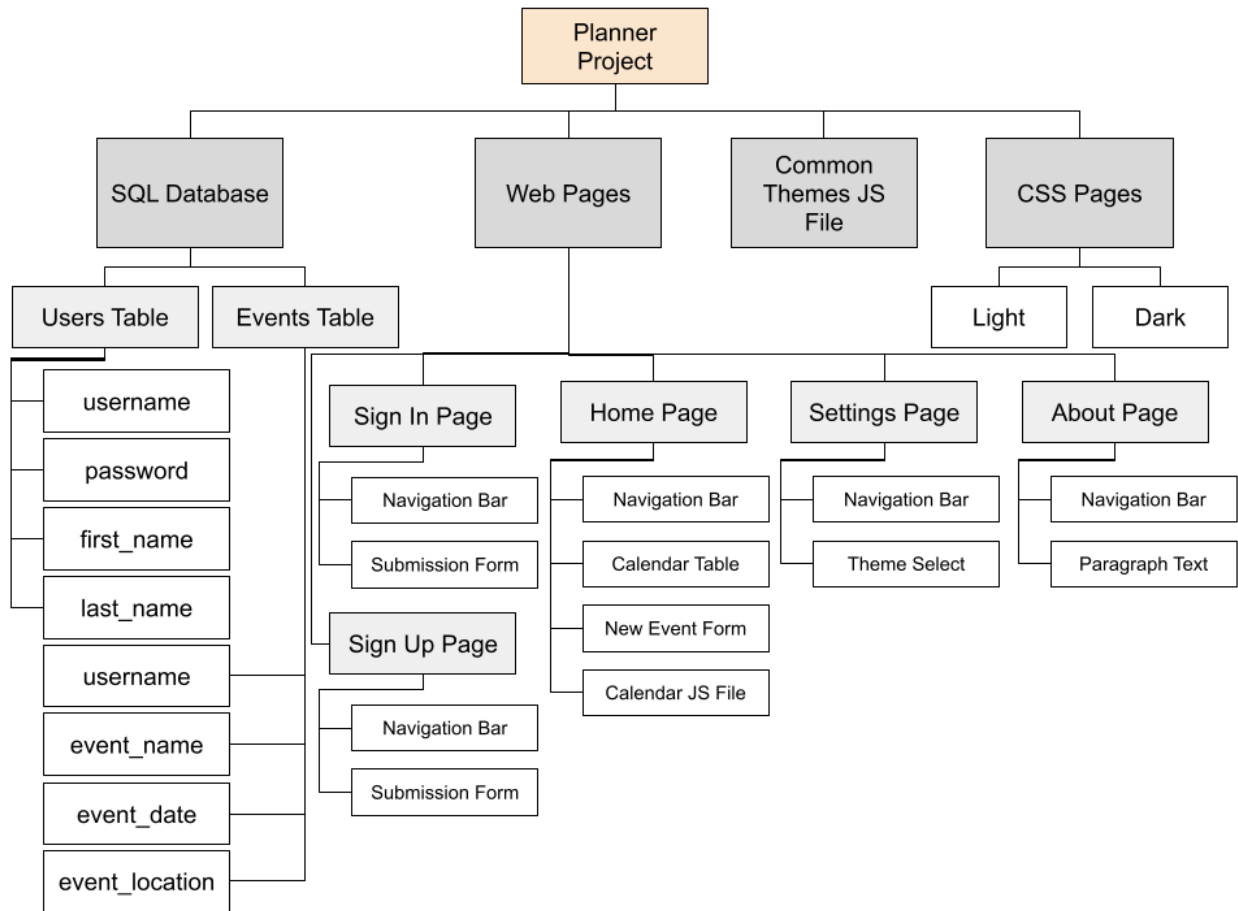 Planner
Project
SQL Database
Web Pages
Common
Themes JS
File
CSS Pages
Users Table
Events Table
Light
Dark
username
password
first_name
last_name
username
event_name
event_date
event_location
Sign In Page
Navigation Bar
Submission Form
Sign Up Page
Navigation Bar
Submission Form
Home Page
Navigation Bar
Calendar Table
New Event Form
Calendar JS File
Settings Page
Navigation Bar
Theme Select
About Page
Navigation Bar
Paragraph Text